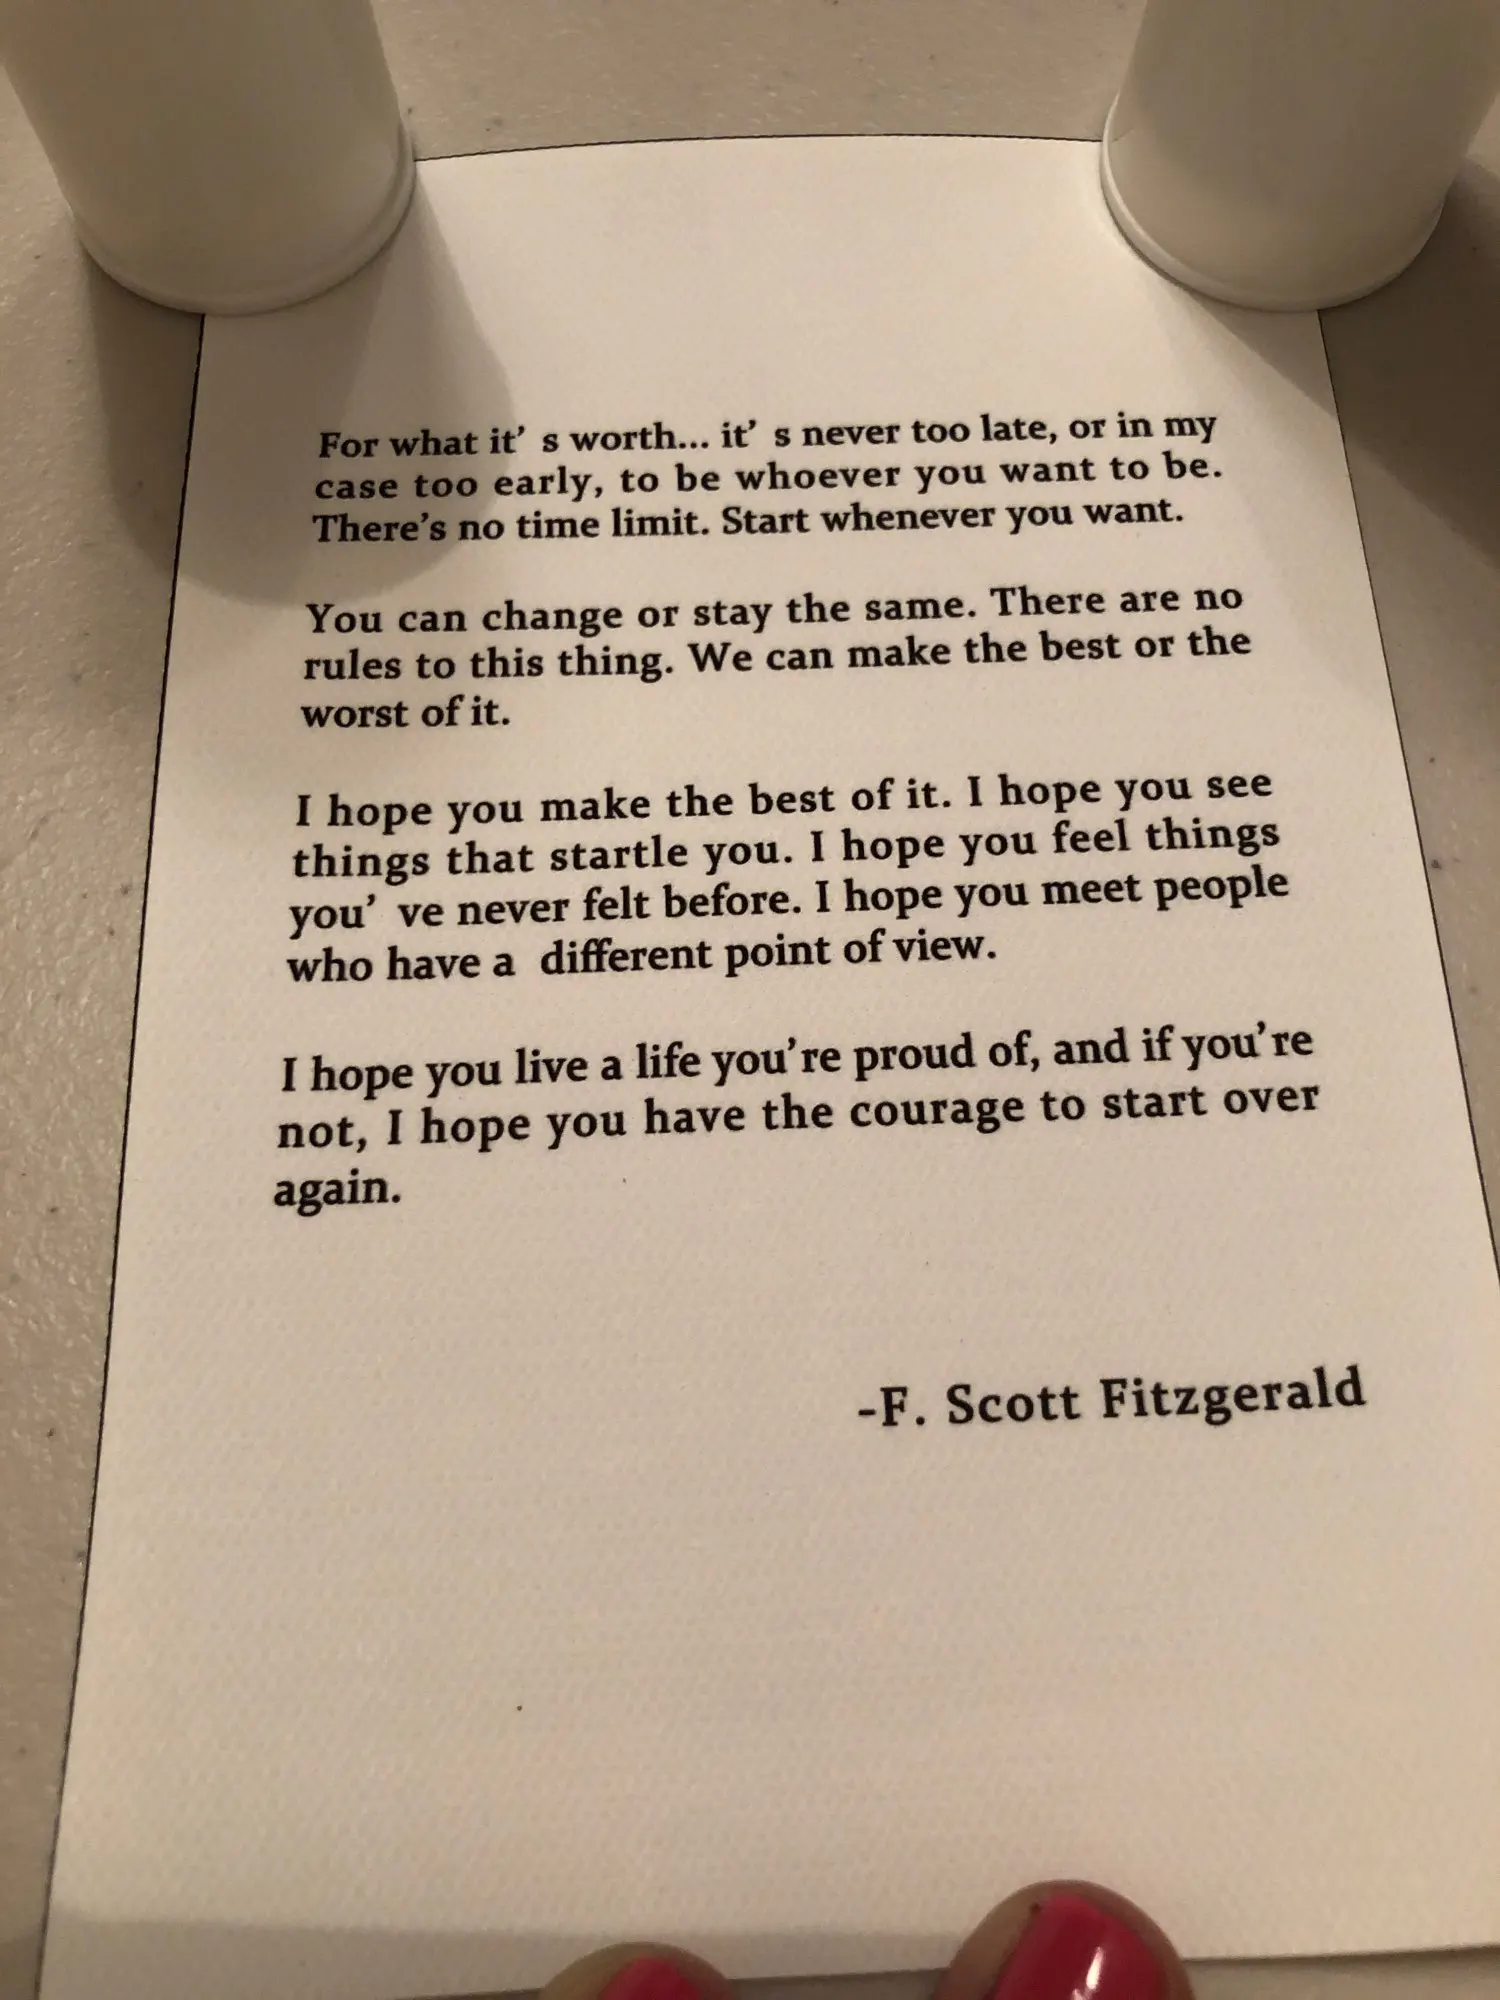 For what it’ s worth... it’ s never too late, or in my
case too early, to be whoever you want to be.
There’s no time limit. Start whenever you want.
You can change or stay the same. There are no
rules to this thing. We can make the best or the
worst of it.
I hope you make the best of it. I hope you see
things that startle you. I hope you feel things
you’ ve never felt before. I hope you meet people
who have a  different point of view.
I hope you live a life you’re proud of, and if you’re
not, I hope you have the courage to start over
again.
-F. Scott Fitzgerald